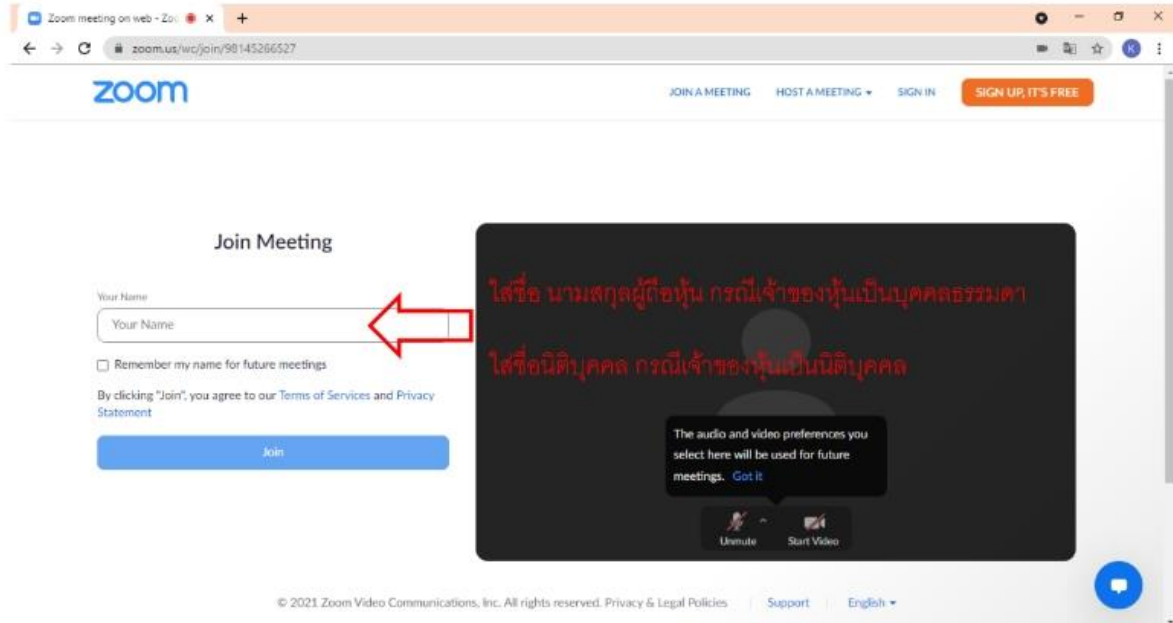 Zoom meeting on web - Zoo
zoom.us/wc/join/98145266527
K
zoom
JOIN A MEETING HOST A MEETING SIGN IN SIGN UP, IT'S FREE
Join Meeting
Your Name
Your Name
Remember my name for future meetings
By clicking "Join", you agree to our Terms of Services and Privacy
Statement
Join
ใส่ชื่อ นามสกุลผู้ถือหุ้น กรณีเจ้าของหุ้นเป็นบุคคลธรรมดา
ใส่ชื่อนิติบุคคล กรณีเจ้าของหุ้นเป็นนิติบุคคล
The audio and video preferences you
select here will be used for future
meetings. Got it
Unmute Start Video
© 2021 Zoom Video Communications, Inc. All rights reserved. Privacy & Legal Policies Support English